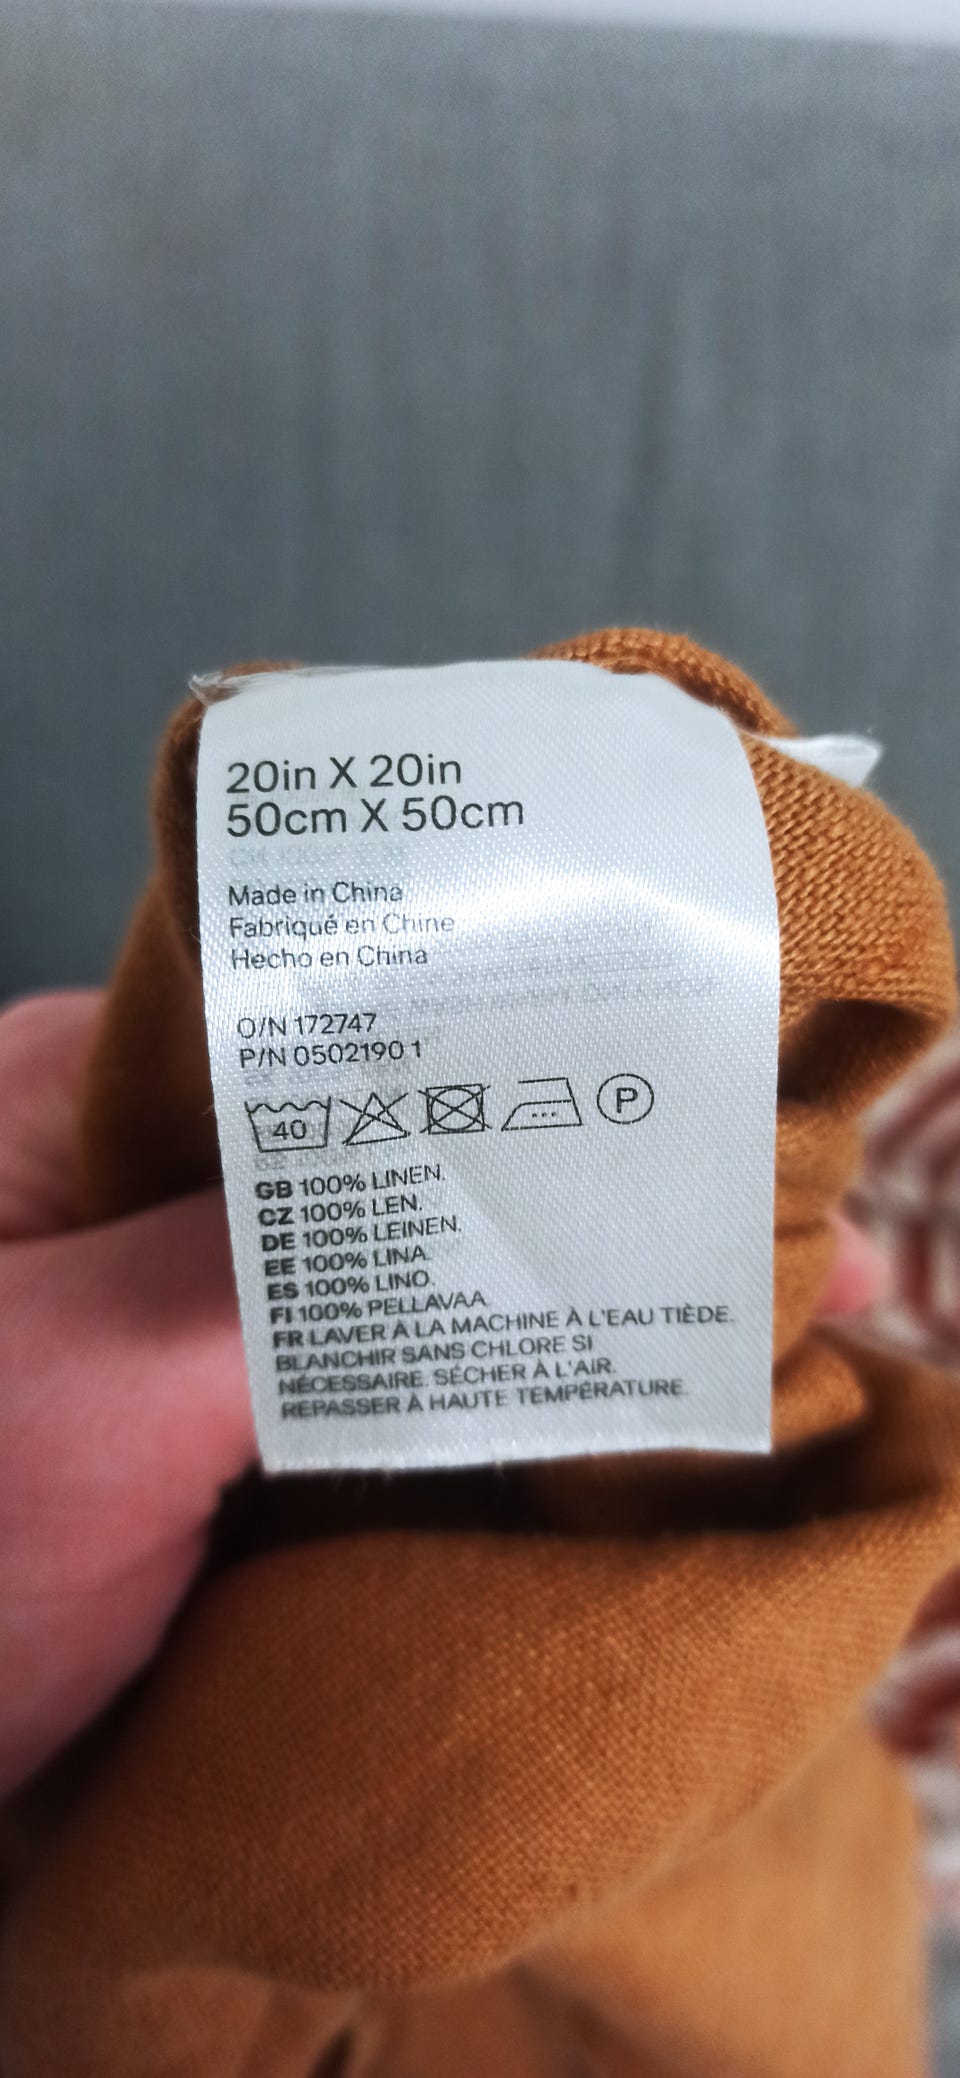 20in X 20in
50cm X 50cm
Made in China
Fabriqué en Chine
Hecho en China
O/N 172747
P/N 0502190 1
40
P
GB 100% LINEN.
CZ 100% LEN.
DE 100% LEINEN.
EE 100% LINA.
ES 100% LINO.
FI 100% PELLAVAA.
FR LAVER À LA MACHINE À L'EAU TIÈDE.
BLANCHIR SANS CHLORE SI
NÉCESSAIRE. SÉCHER À L'AIR.
REPASSER À HAUTE TEMPÉRATURE.